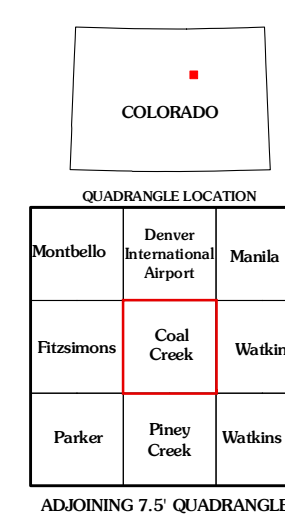 COLORADO
QUADRANGLE LOCATION
Montbello
Denver
International
Airport
Manila
Fitzsimons
Coal
Creek
Watkin
Parker
Piney
Creek
Watkins
ADJOINING 7.5' QUADRANGLE